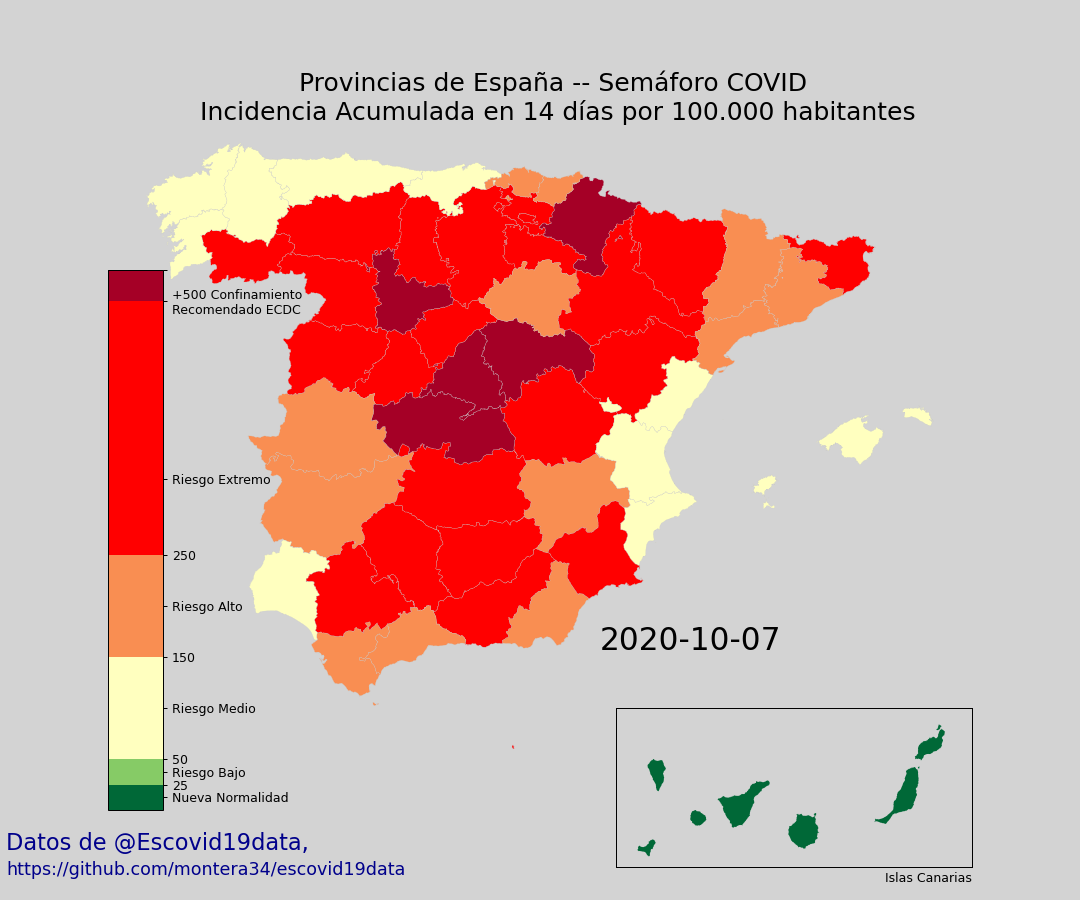 Provincias de España -- Semáforo COVID
Incidencia Acumulada en 14 días por 100.000 habitantes
+500 Confinamiento
Recomendado ECDC
Riesgo Extremo
250
Riesgo Alto
150
Riesgo Medio
50
Riesgo Bajo
25
Nueva Normalidad
2020-10-07
Islas Canarias
Datos de @Escovid19data,
https://github.com/montera34/escovid19data